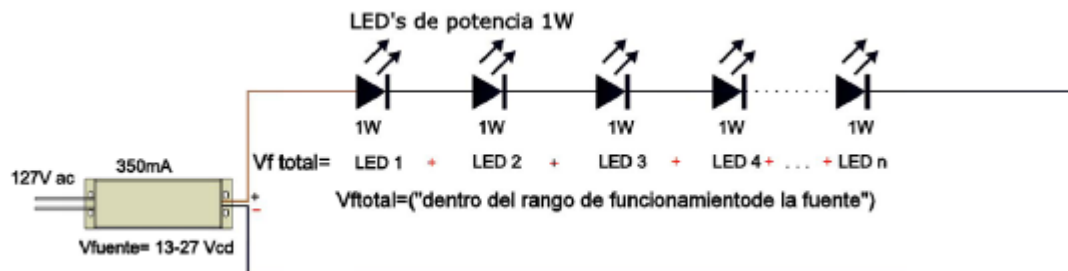 LED's de potencia 1W
1W 1W 1W 1W 1W
350mA
Vf total= LED 1 + LED 2 + LED 3 + LED 4 + . . . + LED n
127V ac
+
Vftotal=("dentro del rango de funcionamientode la fuente")
-
Vfuente= 13-27 Vcd